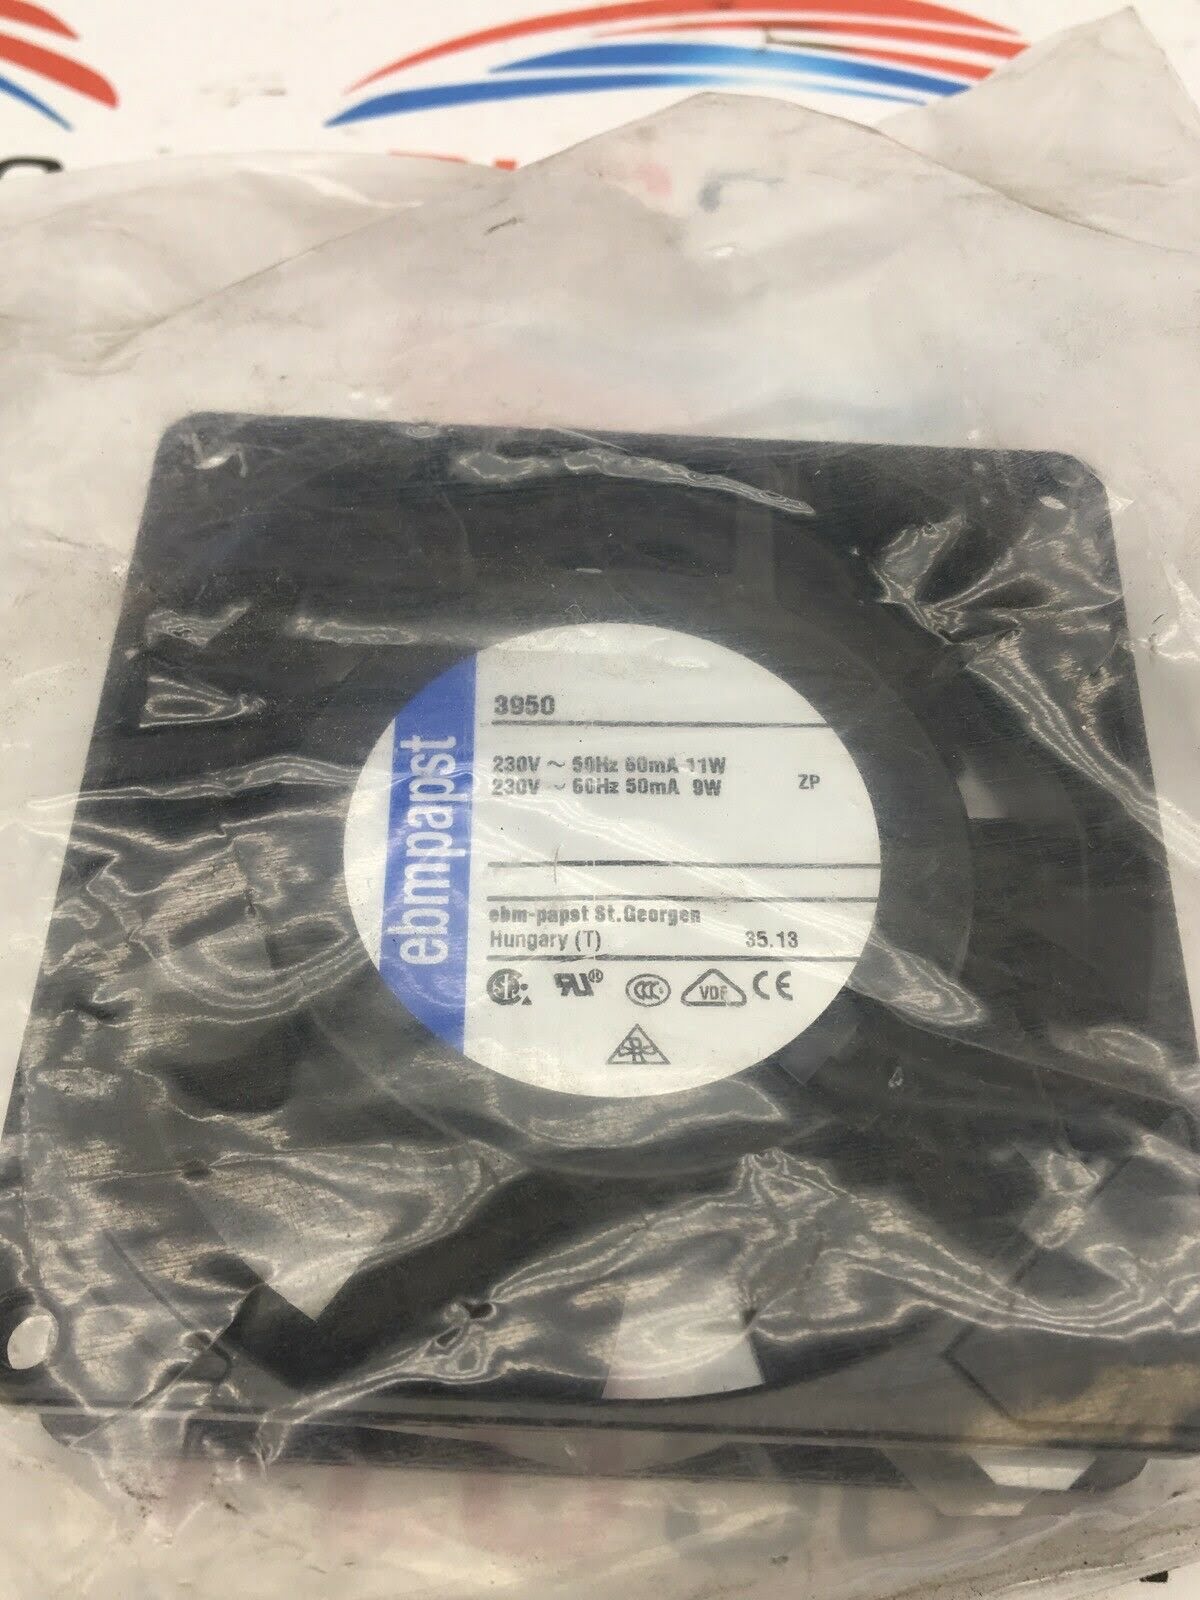 3950
230V ~ 50Hz 60mA 11W
230V ~ 60Hz 50mA 9W
ZP
ebmpapst
ebm-papst St.Georgen
Hungary (T) 35.13
CCC VDE CE